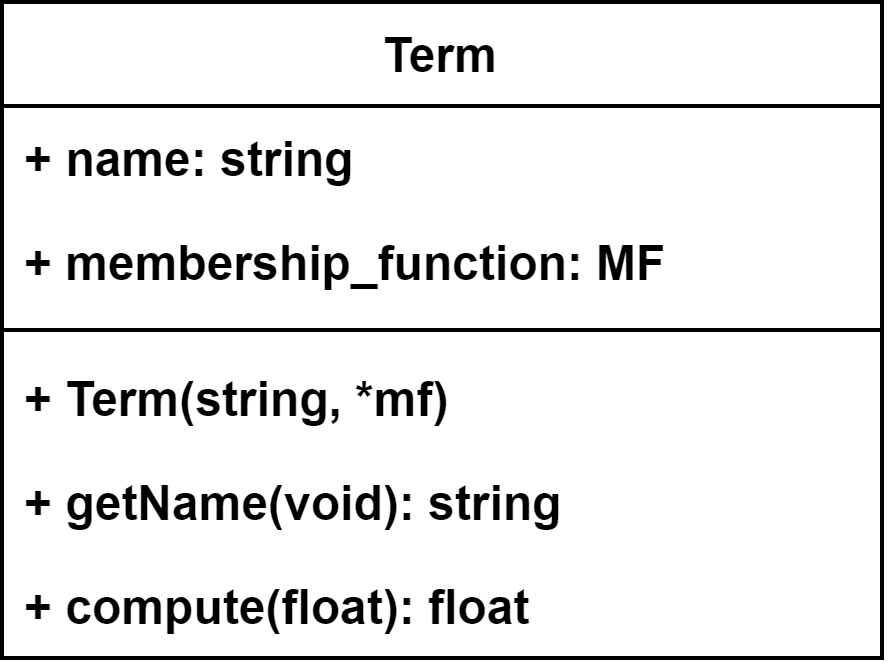 Term
+ name: string
+ membership_function: MF
+ Term(string, *mf)
+ getName(void): string
+ compute(float): float